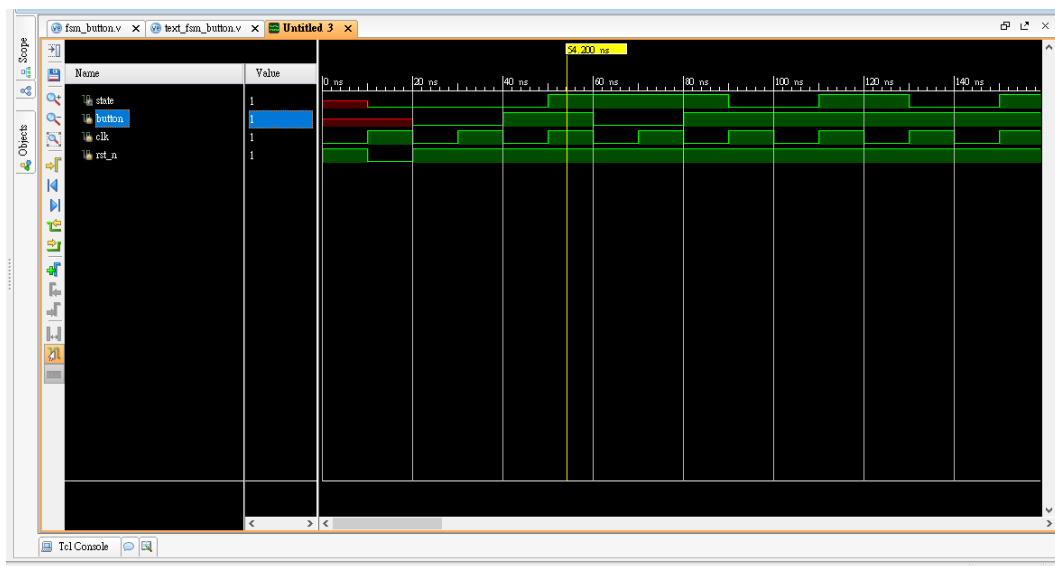 fsm_button.v
text_fsm_button.v
Untitled 3
Scope
Objects
54.200 ns
Name
Value
0 ns
20 ns
40 ns
60 ns
80 ns
100 ns
120 ns
140 ns
state
1
button
1
clk
1
rst_n
1
Tcl Console